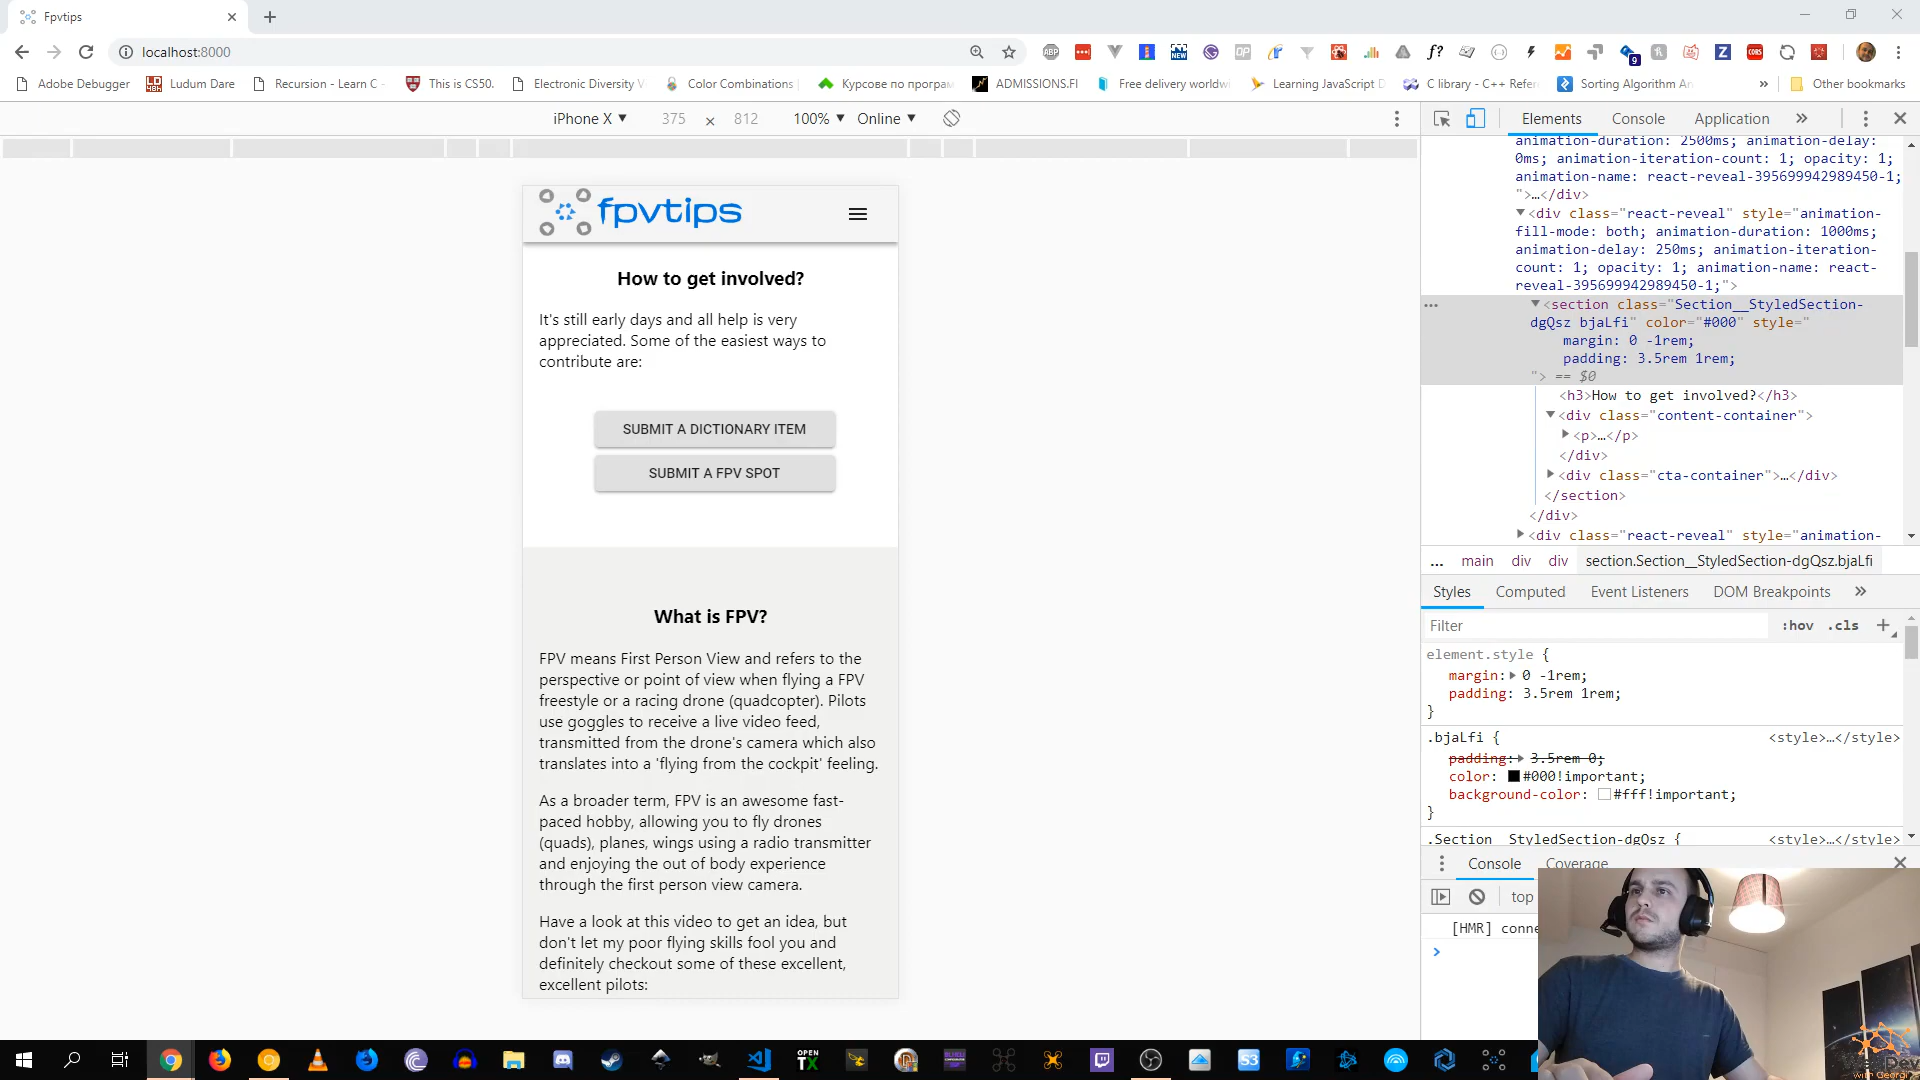 Fpvtips
localhost:8000
Adobe Debugger
Ludum Dare
Recursion - Learn C -
This is CS50.
Electronic Diversity V
Color Combinations
Курсове по програм
ADMISSIONS.FI
Free delivery worldwi
Learning JavaScript D
C library - C++ Refer
Sorting Algorithm An
»
Other bookmarks
iPhone X ▼ 375 × 812 100% ▼ Online ▼
Elements Console Application »
fpvtips
How to get involved?
It's still early days and all help is very
appreciated. Some of the easiest ways to
contribute are:
SUBMIT A DICTIONARY ITEM
SUBMIT A FPV SPOT
What is FPV?
FPV means First Person View and refers to the
perspective or point of view when flying a FPV
freestyle or a racing drone (quadcopter). Pilots
use goggles to receive a live video feed,
transmitted from the drone's camera which also
translates into a 'flying from the cockpit' feeling.
As a broader term, FPV is an awesome fast-
paced hobby, allowing you to fly drones
(quads), planes, wings using a radio transmitter
and enjoying the out of body experience
through the first person view camera.
Have a look at this video to get an idea, but
don't let my poor flying skills fool you and
definitely checkout some of these excellent,
excellent pilots:
animation-duration: 2500ms; animation-delay:
0ms; animation-iteration-count: 1; opacity: 1;
animation-name: react-reveal-395699942989450-1;
">…</div>
<div class="react-reveal" style="animation-
fill-mode: both; animation-duration: 1000ms;
animation-delay: 250ms; animation-iteration-
count: 1; opacity: 1; animation-name: react-
reveal-395699942989450-1;">
<section class="Section__StyledSection-
dgQsz bjaLfi" color="#000" style="
margin: 0 -1rem;
padding: 3.5rem 1rem;
"> == $0
<h3>How to get involved?</h3>
<div class="content-container">
<p>…</p>
</div>
<div class="cta-container">…</div>
</section>
</div>
<div class="react-reveal" style="animation-
... main div div section.Section__StyledSection-dgQsz.bjaLfi
Styles Computed Event Listeners DOM Breakpoints »
Filter :hov .cls +
element.style {
margin: 0 -1rem;
padding: 3.5rem 1rem;
}
.bjaLfi { <style>…</style>
padding: 3.5rem 0;
color: #000!important;
background-color: #fff!important;
}
.Section__StyledSection-dgQsz { <style>…</style>
Console Coverage
top
[HMR] conne